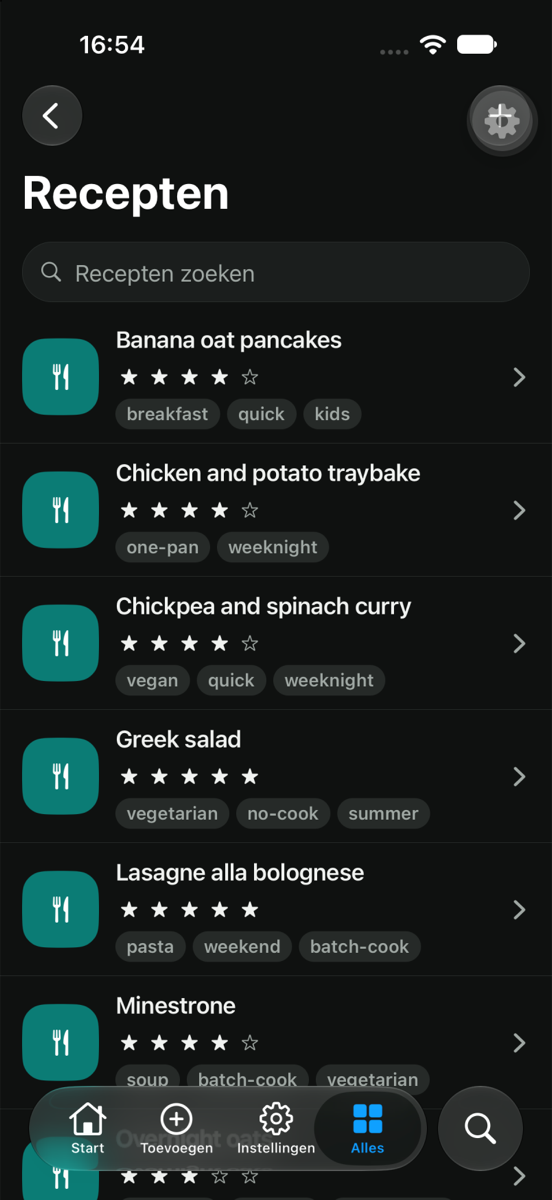 16:54
Recepten
Recepten zoeken
Banana oat pancakes
breakfast quick kids
Chicken and potato traybake
one-pan weeknight
Chickpea and spinach curry
vegan quick weeknight
Greek salad
vegetarian no-cook summer
Lasagne alla bolognese
pasta weekend batch-cook
Minestrone
soup batch-cook vegetarian
Overnight oats
Start Toevoegen Instellingen Alles